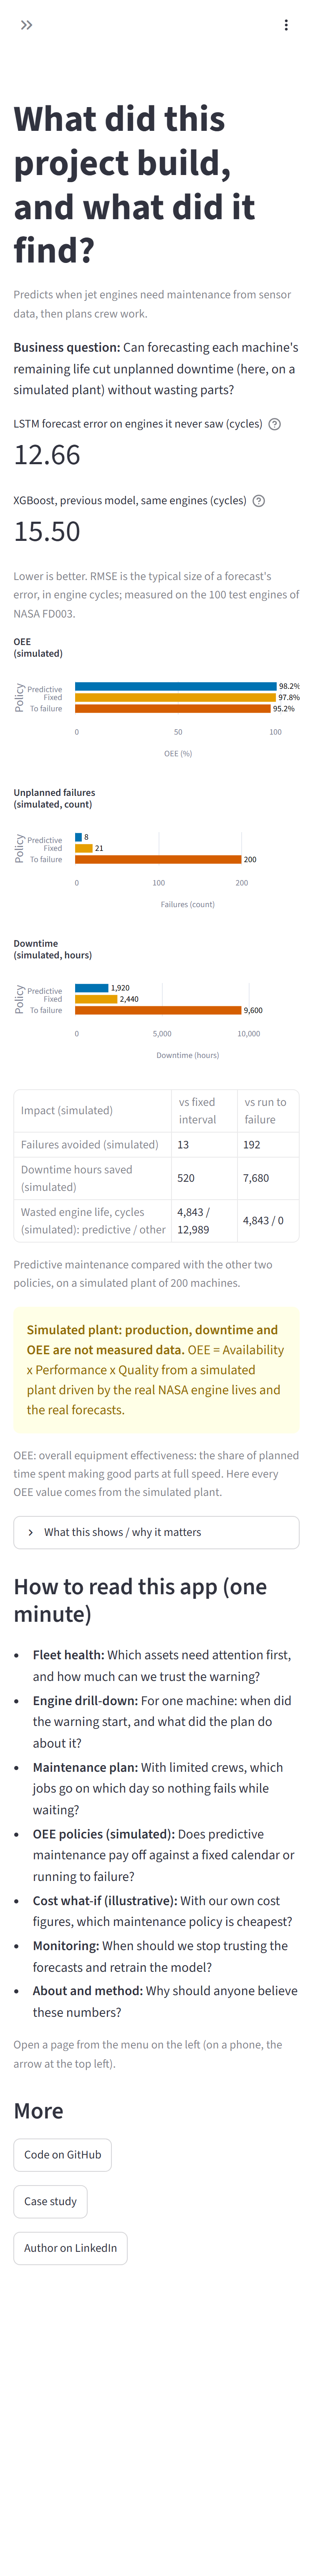 What did this
project build,
and what did it
find?
Predicts when jet engines need maintenance from sensor
data, then plans crew work.
Business question: Can forecasting each machine's
remaining life cut unplanned downtime (here, on a
simulated plant) without wasting parts?
LSTM forecast error on engines it never saw (cycles)
12.66
XGBoost, previous model, same engines (cycles)
15.50
Lower is better. RMSE is the typical size of a forecast's
error, in engine cycles; measured on the 100 test engines of
NASA FD003.
OEE
(simulated)
Policy
Predictive 98.2%
Fixed 97.8%
To failure 95.2%
0 50 100
OEE (%)
Unplanned failures
(simulated, count)
Policy
Predictive 8
Fixed 21
To failure 200
0 100 200
Failures (count)
Downtime
(simulated, hours)
Policy
Predictive 1,920
Fixed 2,440
To failure 9,600
0 5,000 10,000
Downtime (hours)
Impact (simulated) vs fixed interval vs run to failure
Failures avoided (simulated) 13 192
Downtime hours saved (simulated) 520 7,680
Wasted engine life, cycles (simulated): predictive / other 4,843 / 12,989 4,843 / 0
Predictive maintenance compared with the other two
policies, on a simulated plant of 200 machines.
Simulated plant: production, downtime and
OEE are not measured data. OEE = Availability
x Performance x Quality from a simulated
plant driven by the real NASA engine lives and
the real forecasts.
OEE: overall equipment effectiveness: the share of planned
time spent making good parts at full speed. Here every
OEE value comes from the simulated plant.
What this shows / why it matters
How to read this app (one
minute)
• Fleet health: Which assets need attention first,
and how much can we trust the warning?
• Engine drill-down: For one machine: when did
the warning start, and what did the plan do
about it?
• Maintenance plan: With limited crews, which
jobs go on which day so nothing fails while
waiting?
• OEE policies (simulated): Does predictive
maintenance pay off against a fixed calendar or
running to failure?
• Cost what-if (illustrative): With our own cost
figures, which maintenance policy is cheapest?
• Monitoring: When should we stop trusting the
forecasts and retrain the model?
• About and method: Why should anyone believe
these numbers?
Open a page from the menu on the left (on a phone, the
arrow at the top left).
More
Code on GitHub
Case study
Author on LinkedIn